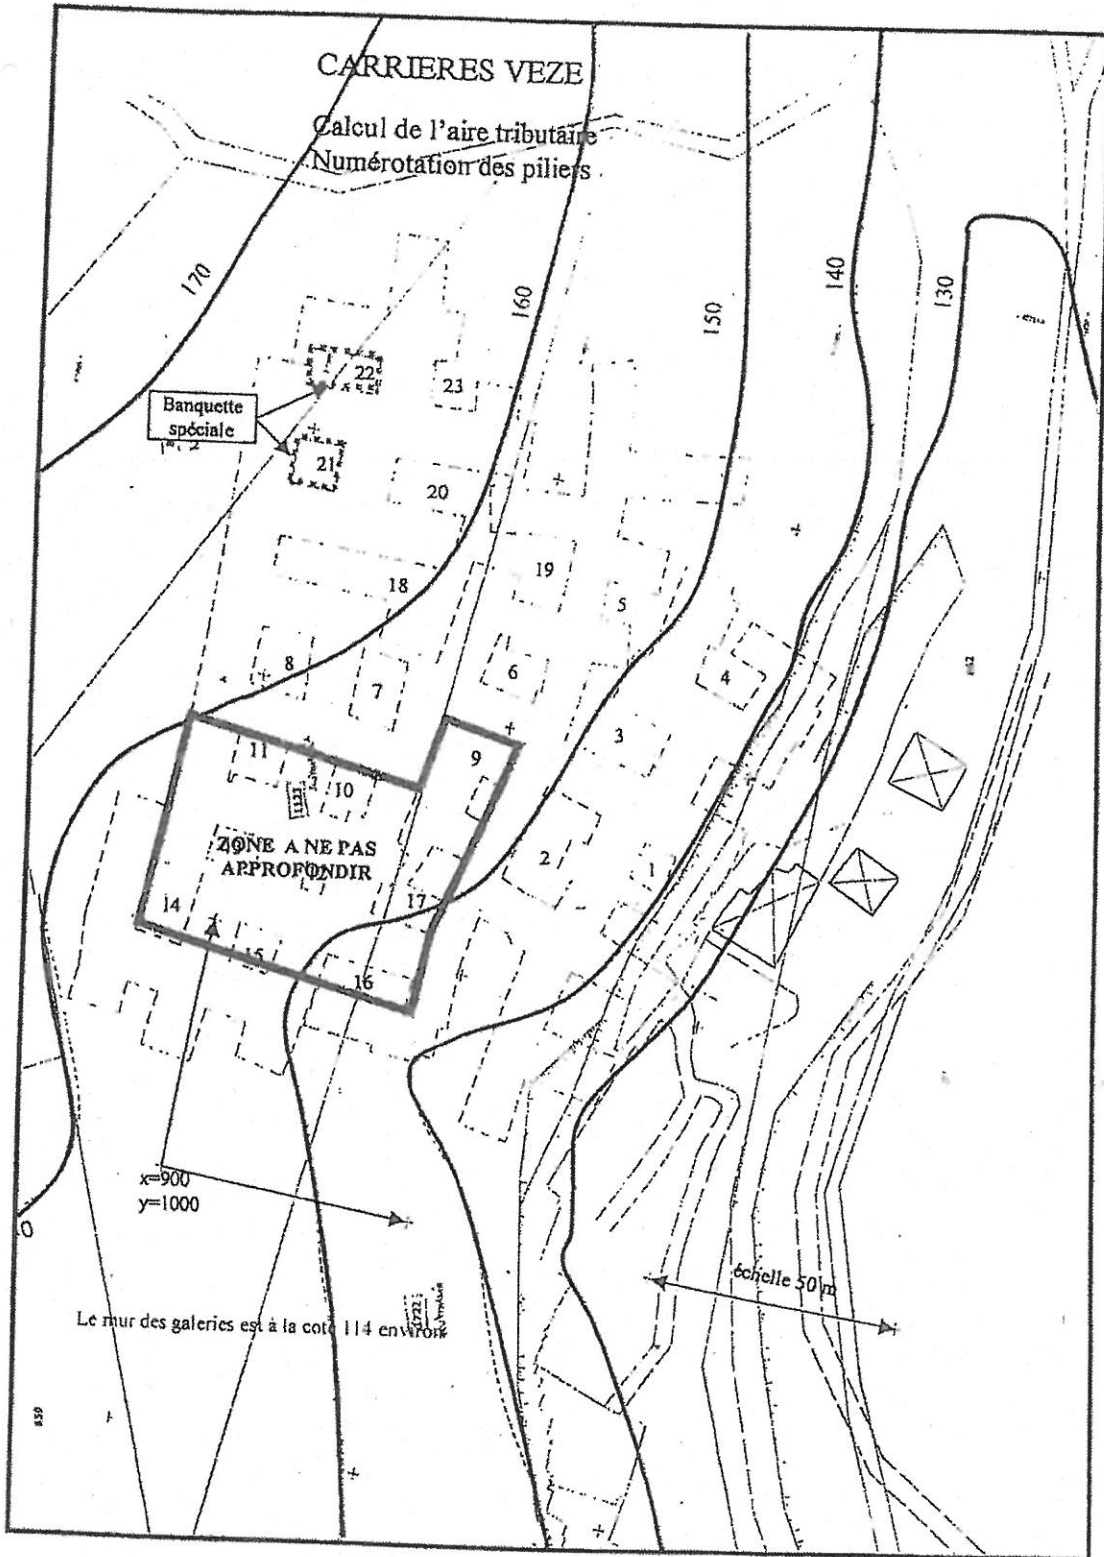 CARRIERES VEZE
Calcul de l'aire tributaire
Numérotation des piliers
170
160
150
140
130
22
23
Banquette
spéciale
21
20
19
18
5
8
7
6
4
3
9
11
10
ZONE A NE PAS
APPROFONDIR
2
1
14
17
15
16
x=900
y=1000
échelle 50 m
Le mur des galeries est à la cote 114 environ
859